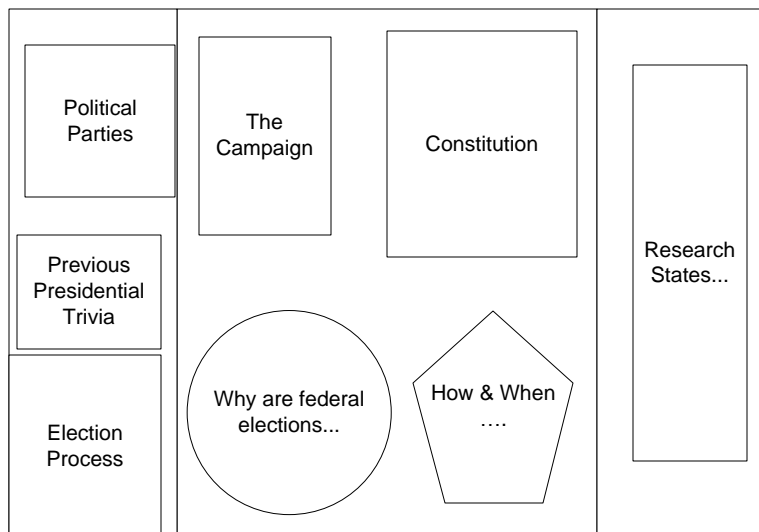 Political
Parties
Previous
Presidential
Trivia
Election
Process
The
Campaign
Constitution
Why are federal
elections...
How & When
….
Research
States...